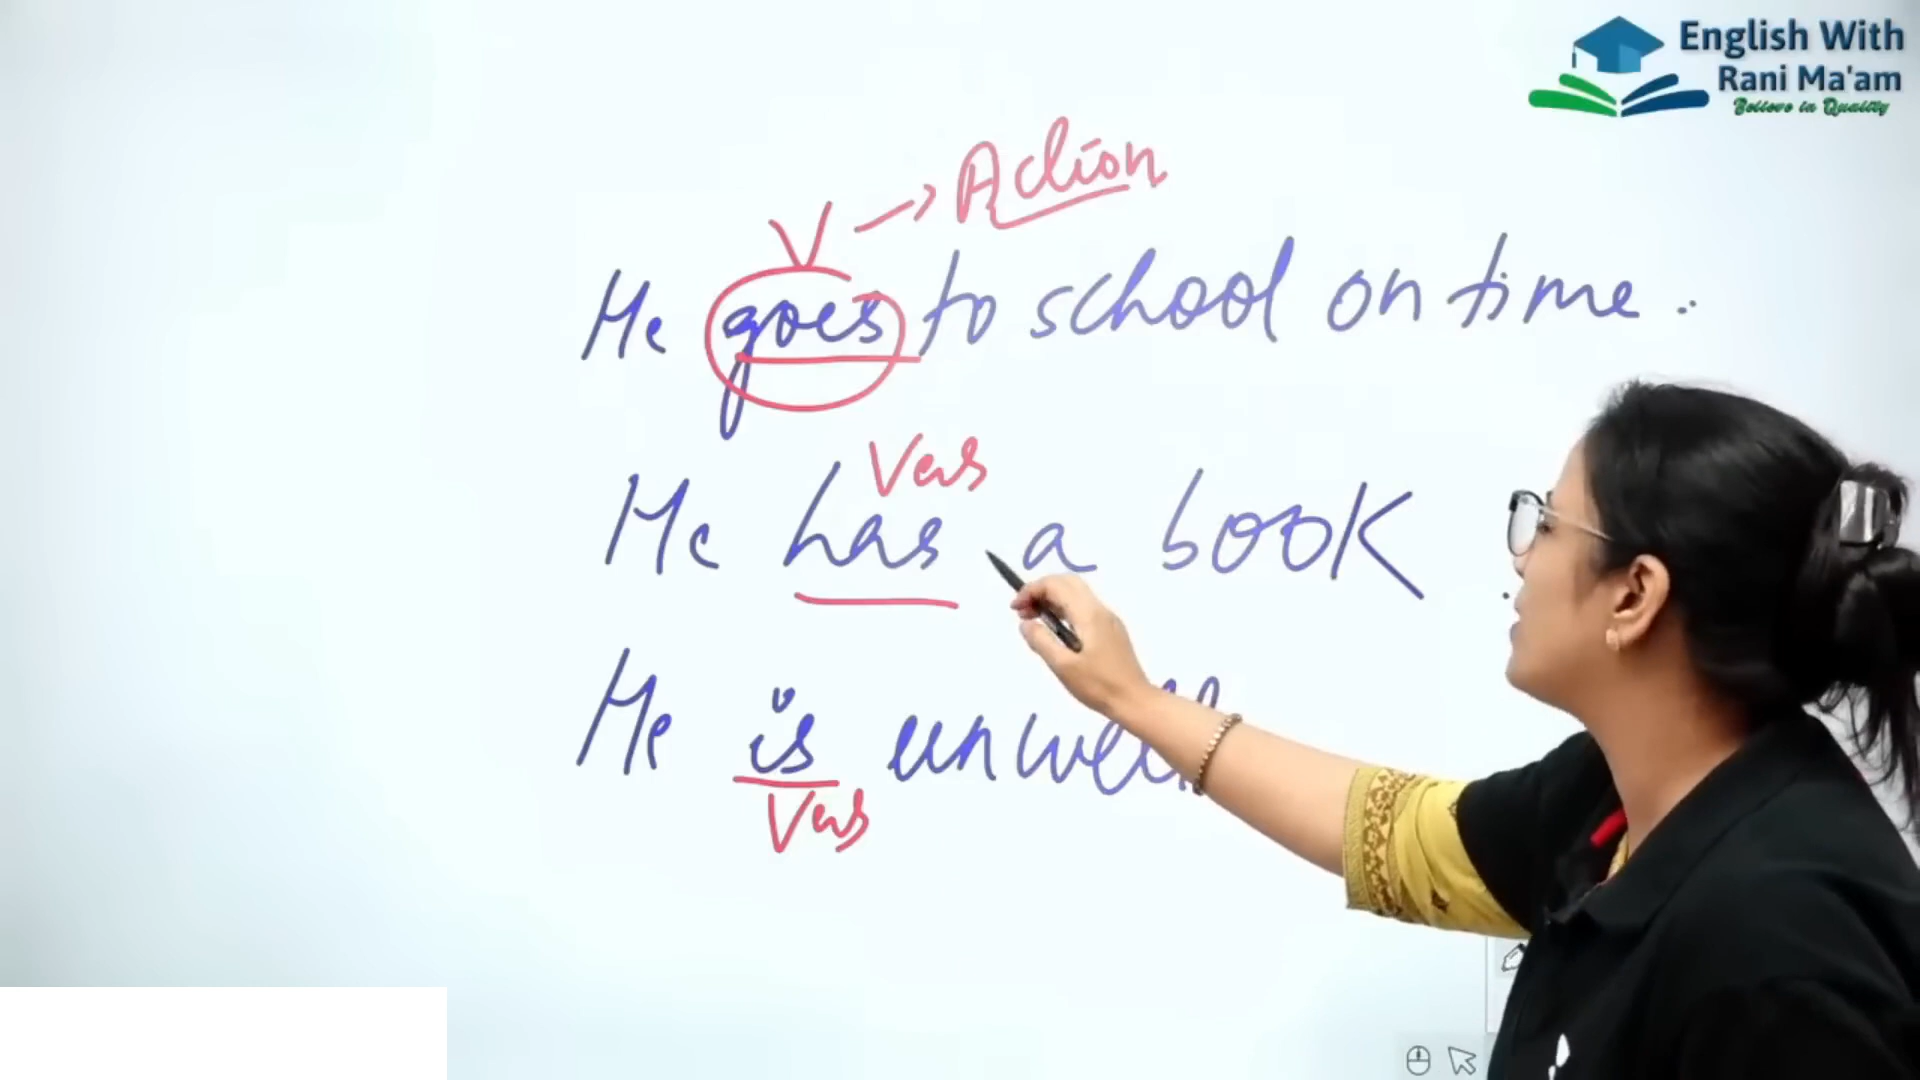 English With
Rani Ma'am
Believe in Quality
V → Action
He goes to school on time.
Verb
He has a book.
He is unwell
Verb